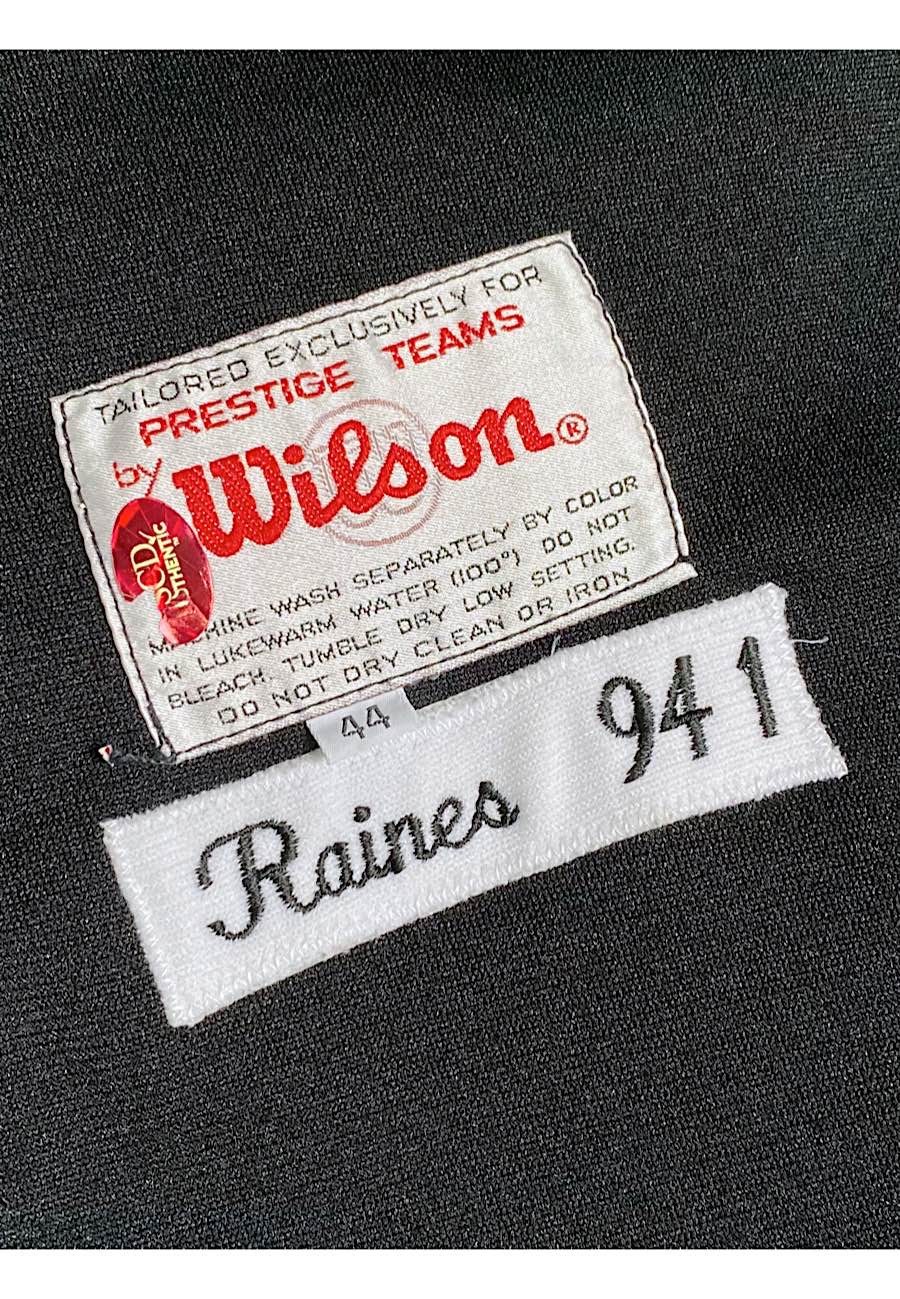 TAILORED EXCLUSIVELY FOR
PRESTIGE TEAMS
by Wilson®
MACHINE WASH SEPARATELY BY COLOR
IN LUKEWARM WATER (100°) DO NOT
BLEACH. TUMBLE DRY LOW SETTING.
DO NOT DRY CLEAN OR IRON
44
Raines 94 1